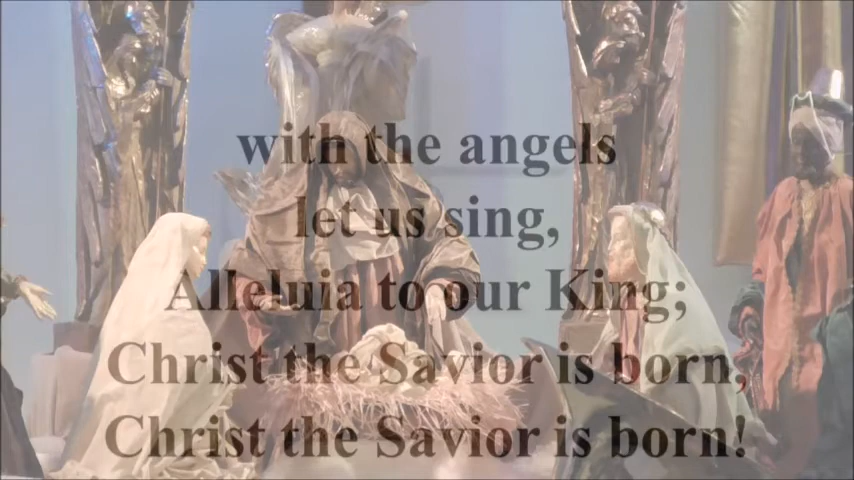 with the angels
let us sing,
Alleluia to our King;
Christ the Savior is born,
Christ the Savior is born!